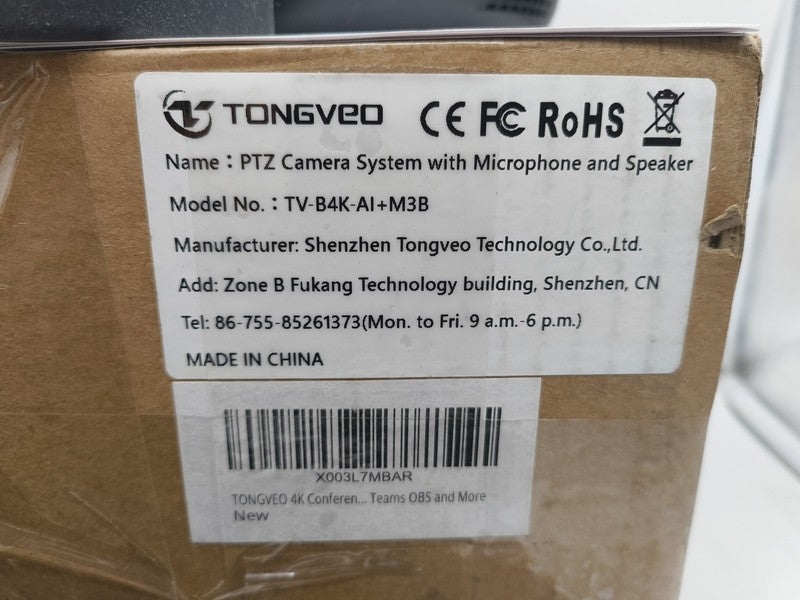 TONGVEO CE FC RoHS
Name : PTZ Camera System with Microphone and Speaker
Model No. : TV-B4K-AI+M3B
Manufacturer: Shenzhen Tongveo Technology Co.,Ltd.
Add: Zone B Fukang Technology building, Shenzhen, CN
Tel: 86-755-85261373(Mon. to Fri. 9 a.m.-6 p.m.)
MADE IN CHINA
X003L7MBAR
TONGVEO 4K Conferen... Teams OBS and More
New